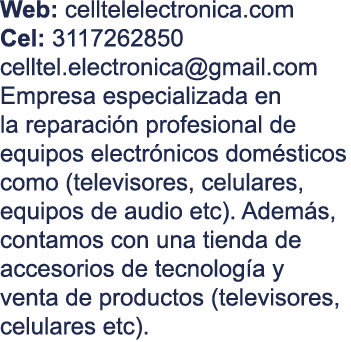 Web: celltelelectronica.com
Cel: 3117262850
celltel.electronica@gmail.com
Empresa especializada en
la reparación profesional de
equipos electrónicos domésticos
como (televisores, celulares,
equipos de audio etc). Además,
contamos con una tienda de
accesorios de tecnología y
venta de productos (televisores,
celulares etc).